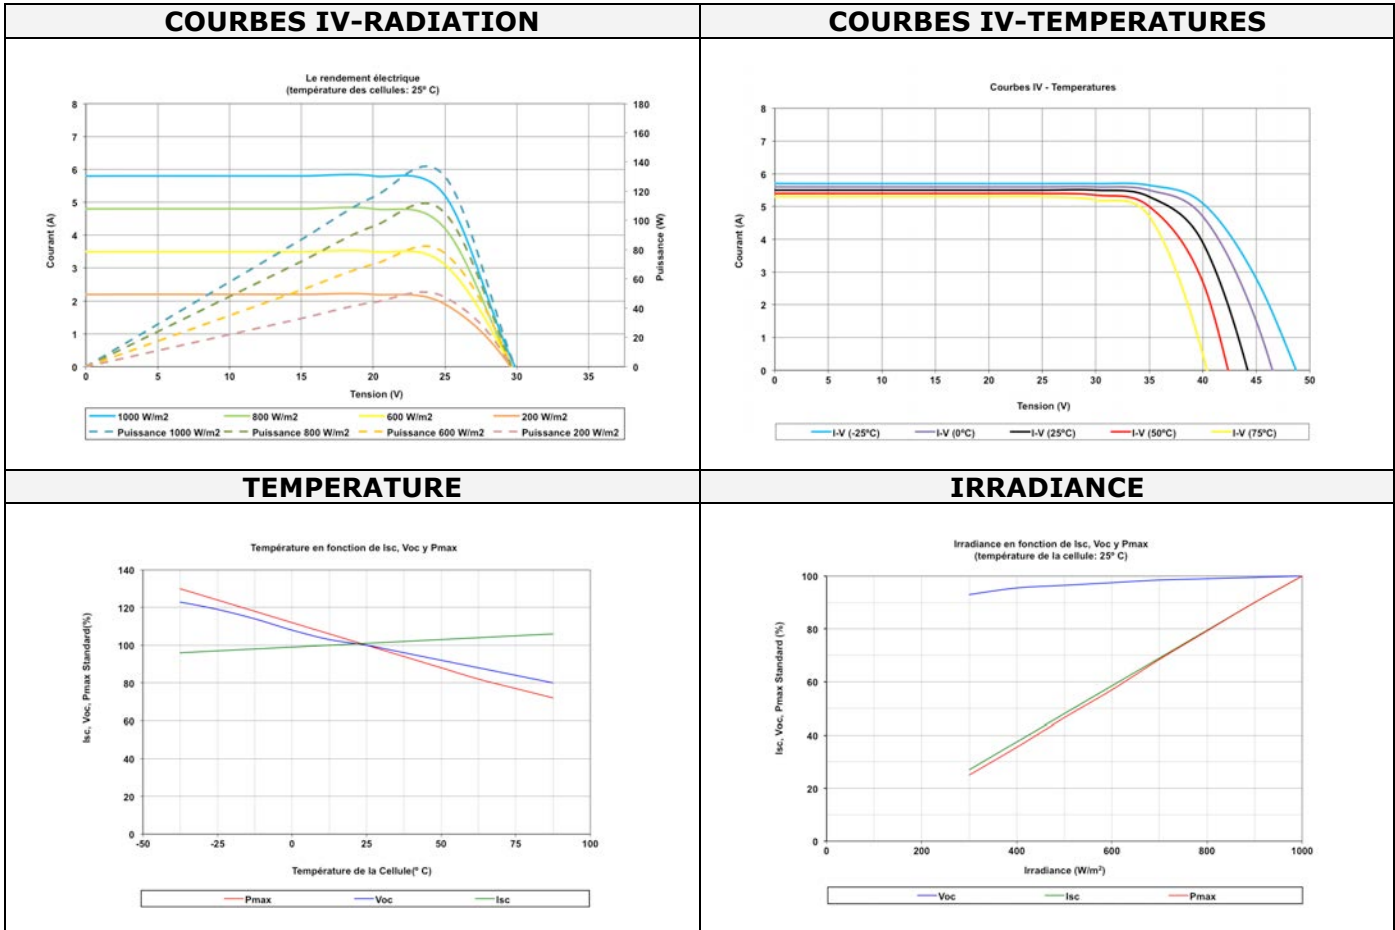 COURBES IV-RADIATION
COURBES IV-TEMPERATURES
Le rendement électrique
(température des cellules: 25º C)
8
7
6
5
4
3
2
1
0
Courant (A)
180
160
140
120
100
80
60
40
20
0
Puissance (W)
0 5 10 15 20 25 30 35
Tension (V)
1000 W/m2 800 W/m2 600 W/m2 200 W/m2
Puissance 1000 W/m2 Puissance 800 W/m2 Puissance 600 W/m2 Puissance 200 W/m2
Courbes IV - Temperatures
8
7
6
5
4
3
2
1
0
Courant (A)
0 5 10 15 20 25 30 35 40 45 50
Tension (V)
I-V (-25ºC) I-V (0ºC) I-V (25ºC) I-V (50ºC) I-V (75ºC)
TEMPERATURE
IRRADIANCE
Température en fonction de Isc, Voc y Pmax
140
120
100
80
60
40
20
0
Isc, Voc, Pmax Standard(%)
-50 -25 0 25 50 75 100
Température de la Cellule(º C)
Pmax Voc Isc
Irradiance en fonction de Isc, Voc y Pmax
(température de la cellule: 25º C)
100
80
60
40
20
0
Isc, Voc, Pmax Standard (%)
0 200 400 600 800 1000
Irradiance (W/m²)
Voc Isc Pmax